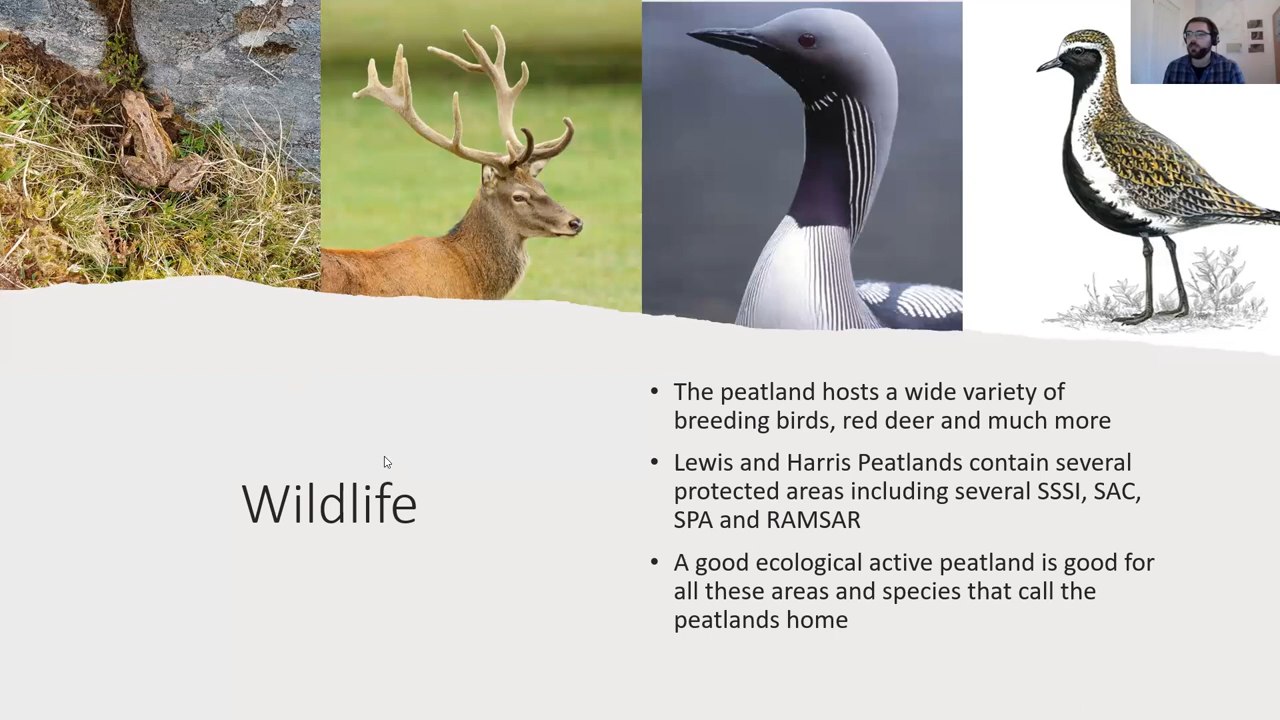 Wildlife
• The peatland hosts a wide variety of
breeding birds, red deer and much more
• Lewis and Harris Peatlands contain several
protected areas including several SSSI, SAC,
SPA and RAMSAR
• A good ecological active peatland is good for
all these areas and species that call the
peatlands home